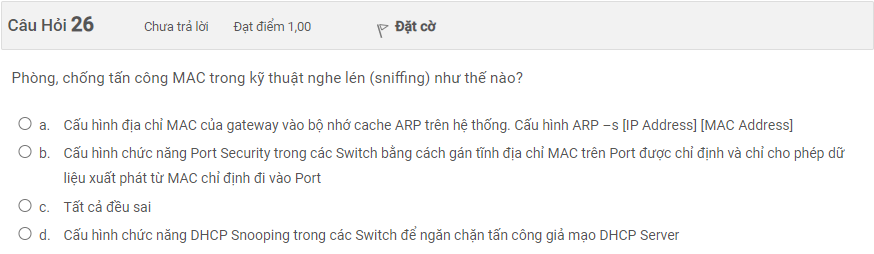 Câu Hỏi 26 Chưa trả lời Đạt điểm 1,00 Đặt cờ
Phòng, chống tấn công MAC trong kỹ thuật nghe lén (sniffing) như thế nào?
a. Cấu hình địa chỉ MAC của gateway vào bộ nhớ cache ARP trên hệ thống. Cấu hình ARP –s [IP Address] [MAC Address]
b. Cấu hình chức năng Port Security trong các Switch bằng cách gán tĩnh địa chỉ MAC trên Port được chỉ định và chỉ cho phép dữ
liệu xuất phát từ MAC chỉ định đi vào Port
c. Tất cả đều sai
d. Cấu hình chức năng DHCP Snooping trong các Switch để ngăn chặn tấn công giả mạo DHCP Server